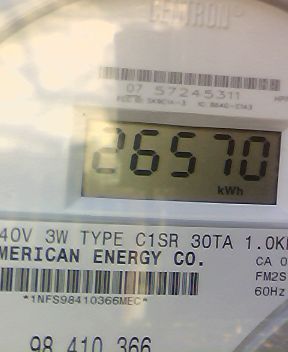 CENTRON®
07 57245311
26570
kWh
40V 3W TYPE C1SR 30TA 1.0K
MERICAN ENERGY CO.
CA 0
FM2S
60Hz
*1NFS98410366MEC*
98 410 366